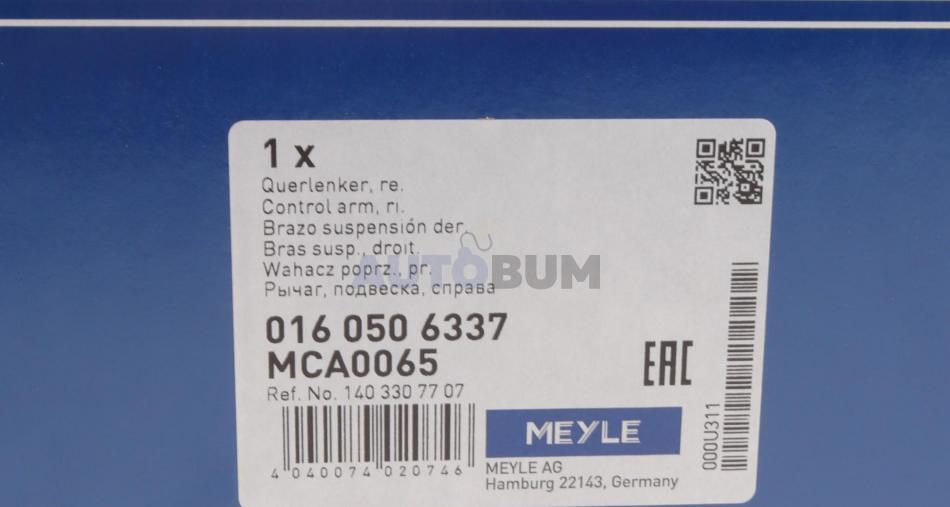 1 x
Querlenker, re.
Control arm, ri.
Brazo suspensión der.
Bras susp., droit.
Wahacz poprz., pr.
Рычаг, подвеска, справа
AUTOBUM
016 050 6337
MCA0065
Ref. No. 140 330 77 07
EAC
4 040074 020746
MEYLE
MEYLE AG
Hamburg 22143, Germany
000U311